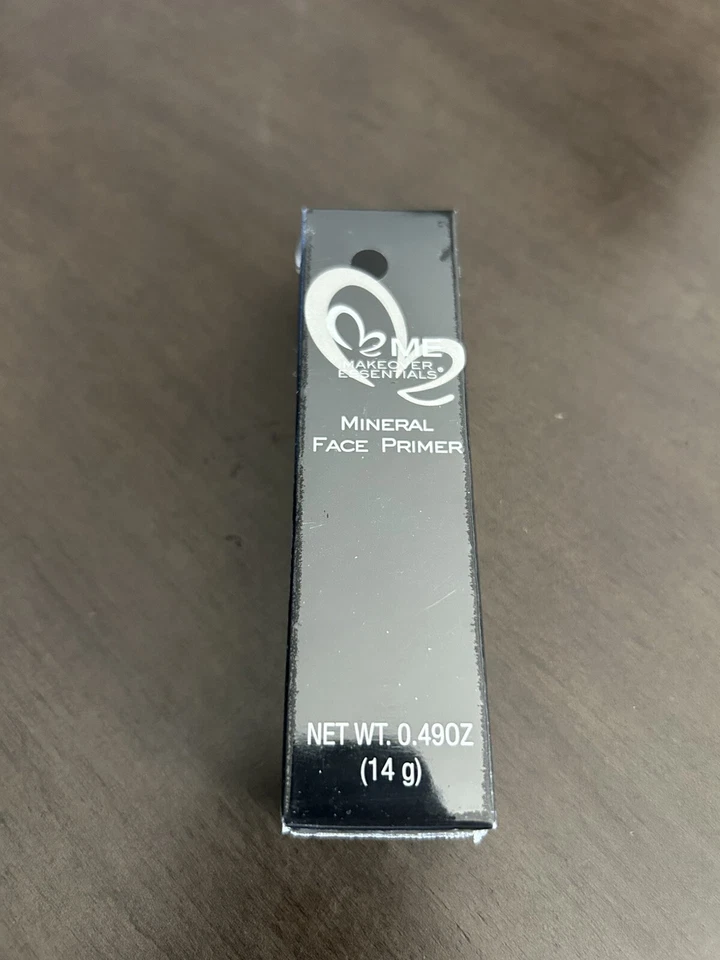 ME
MAKEOVER
ESSENTIALS®
MINERAL
FACE PRIMER
NET WT. 0.49OZ
(14 g)